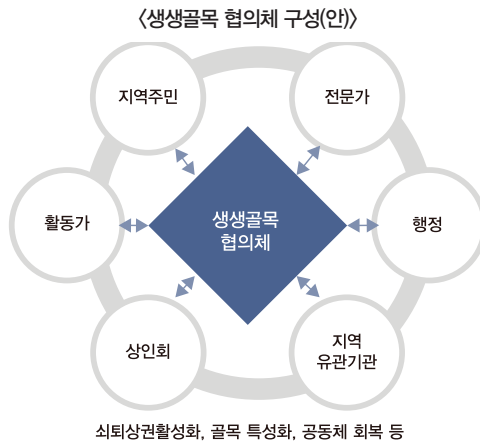 〈생생골목 협의체 구성(안)〉
지역주민
전문가
활동가
생생골목
협의체
행정
상인회
지역
유관기관
쇠퇴상권활성화, 골목 특성화, 공동체 회복 등